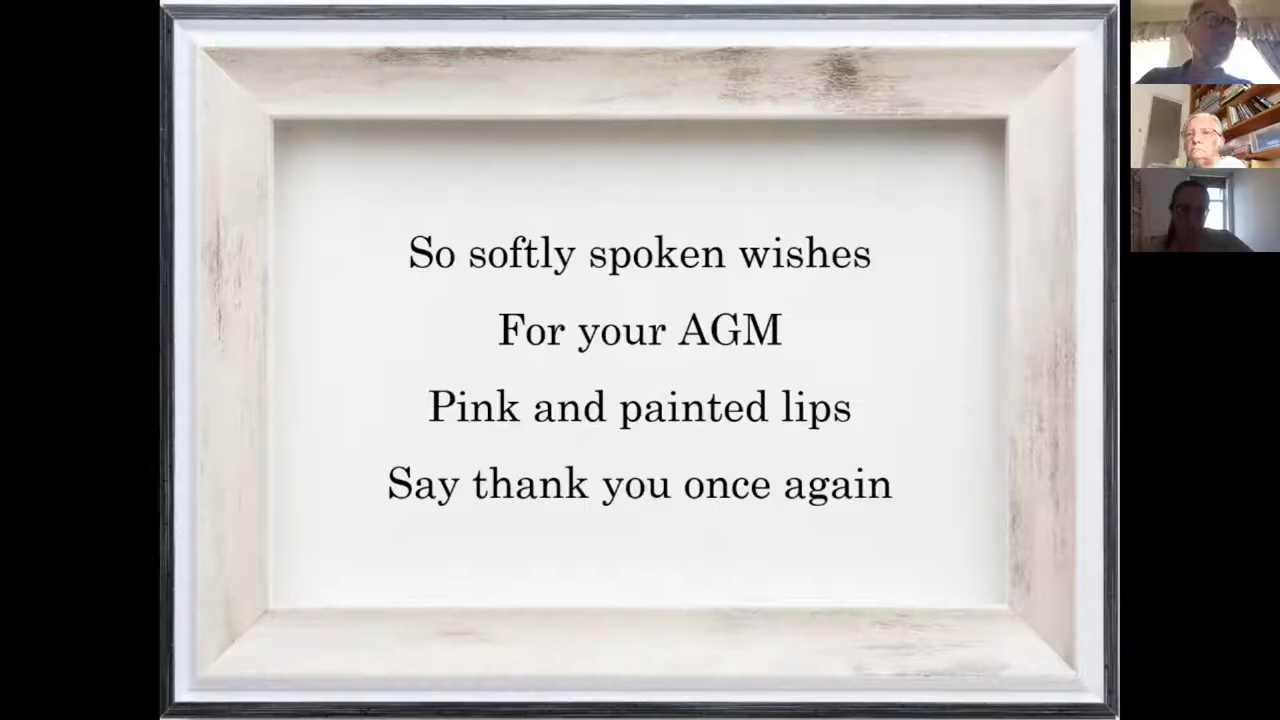 So softly spoken wishes
For your AGM
Pink and painted lips
Say thank you once again